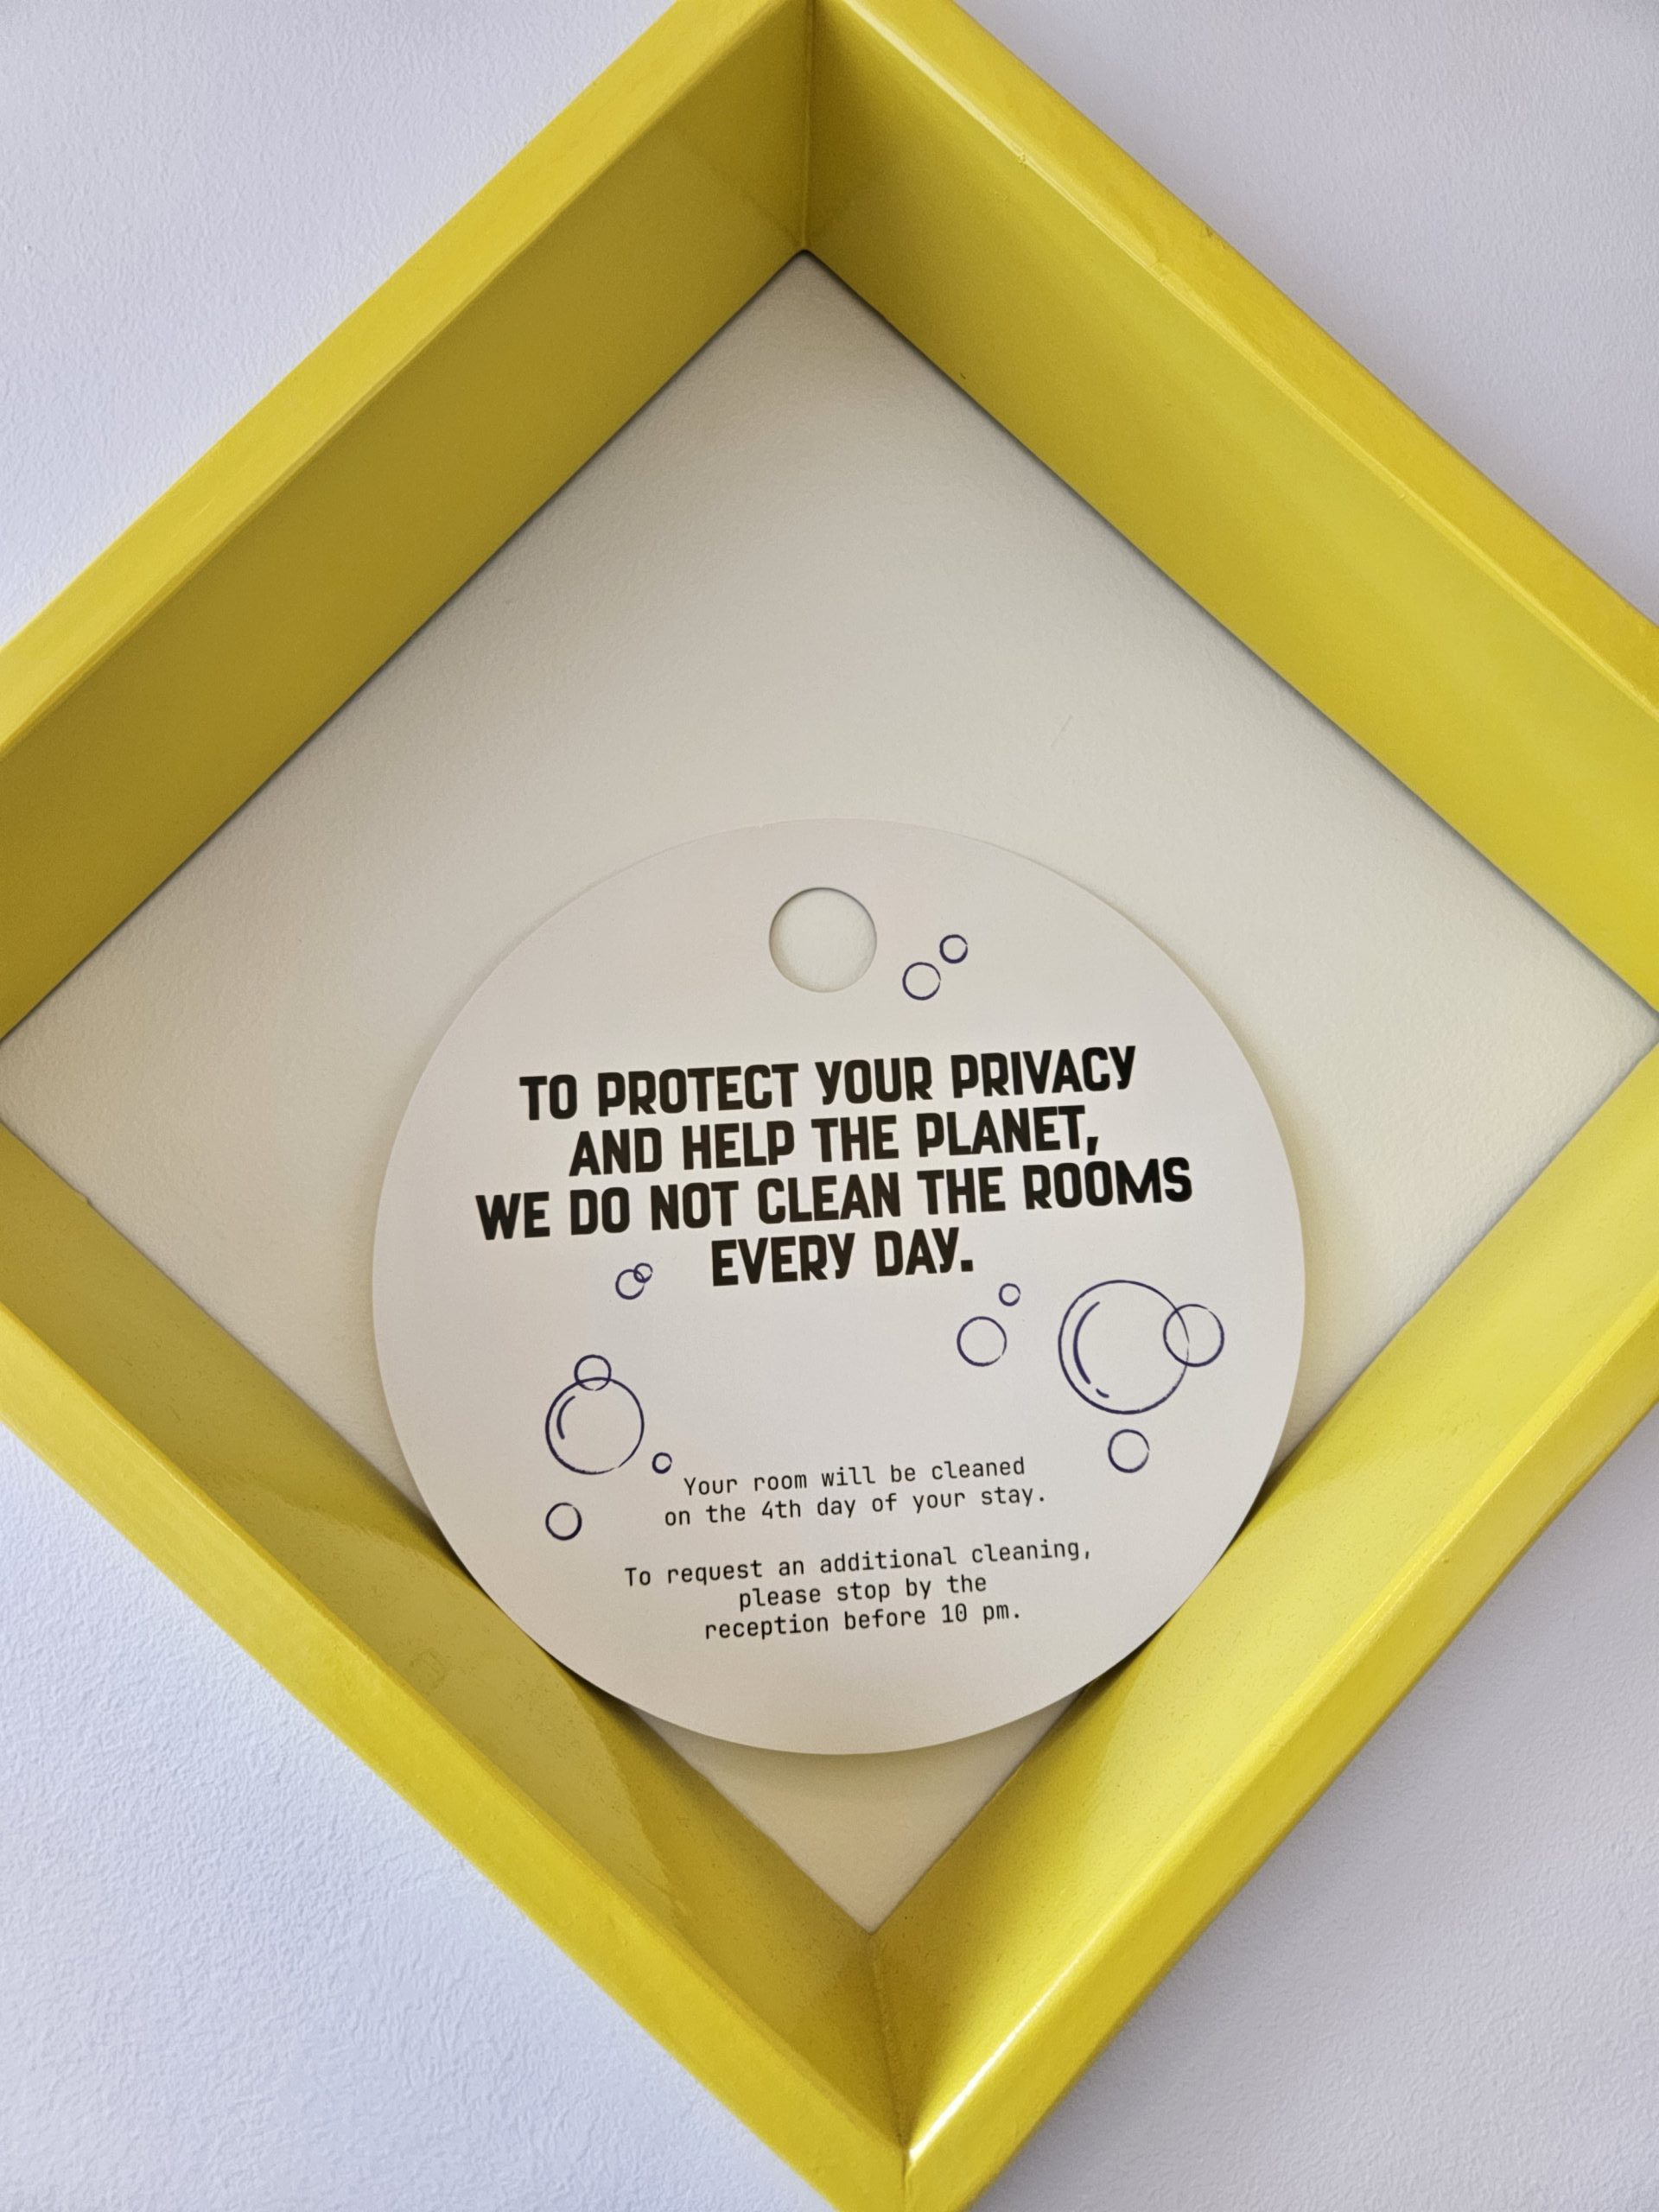 TO PROTECT YOUR PRIVACY
AND HELP THE PLANET,
WE DO NOT CLEAN THE ROOMS
EVERY DAY.
Your room will be cleaned
on the 4th day of your stay.
To request an additional cleaning,
please stop by the
reception before 10 pm.